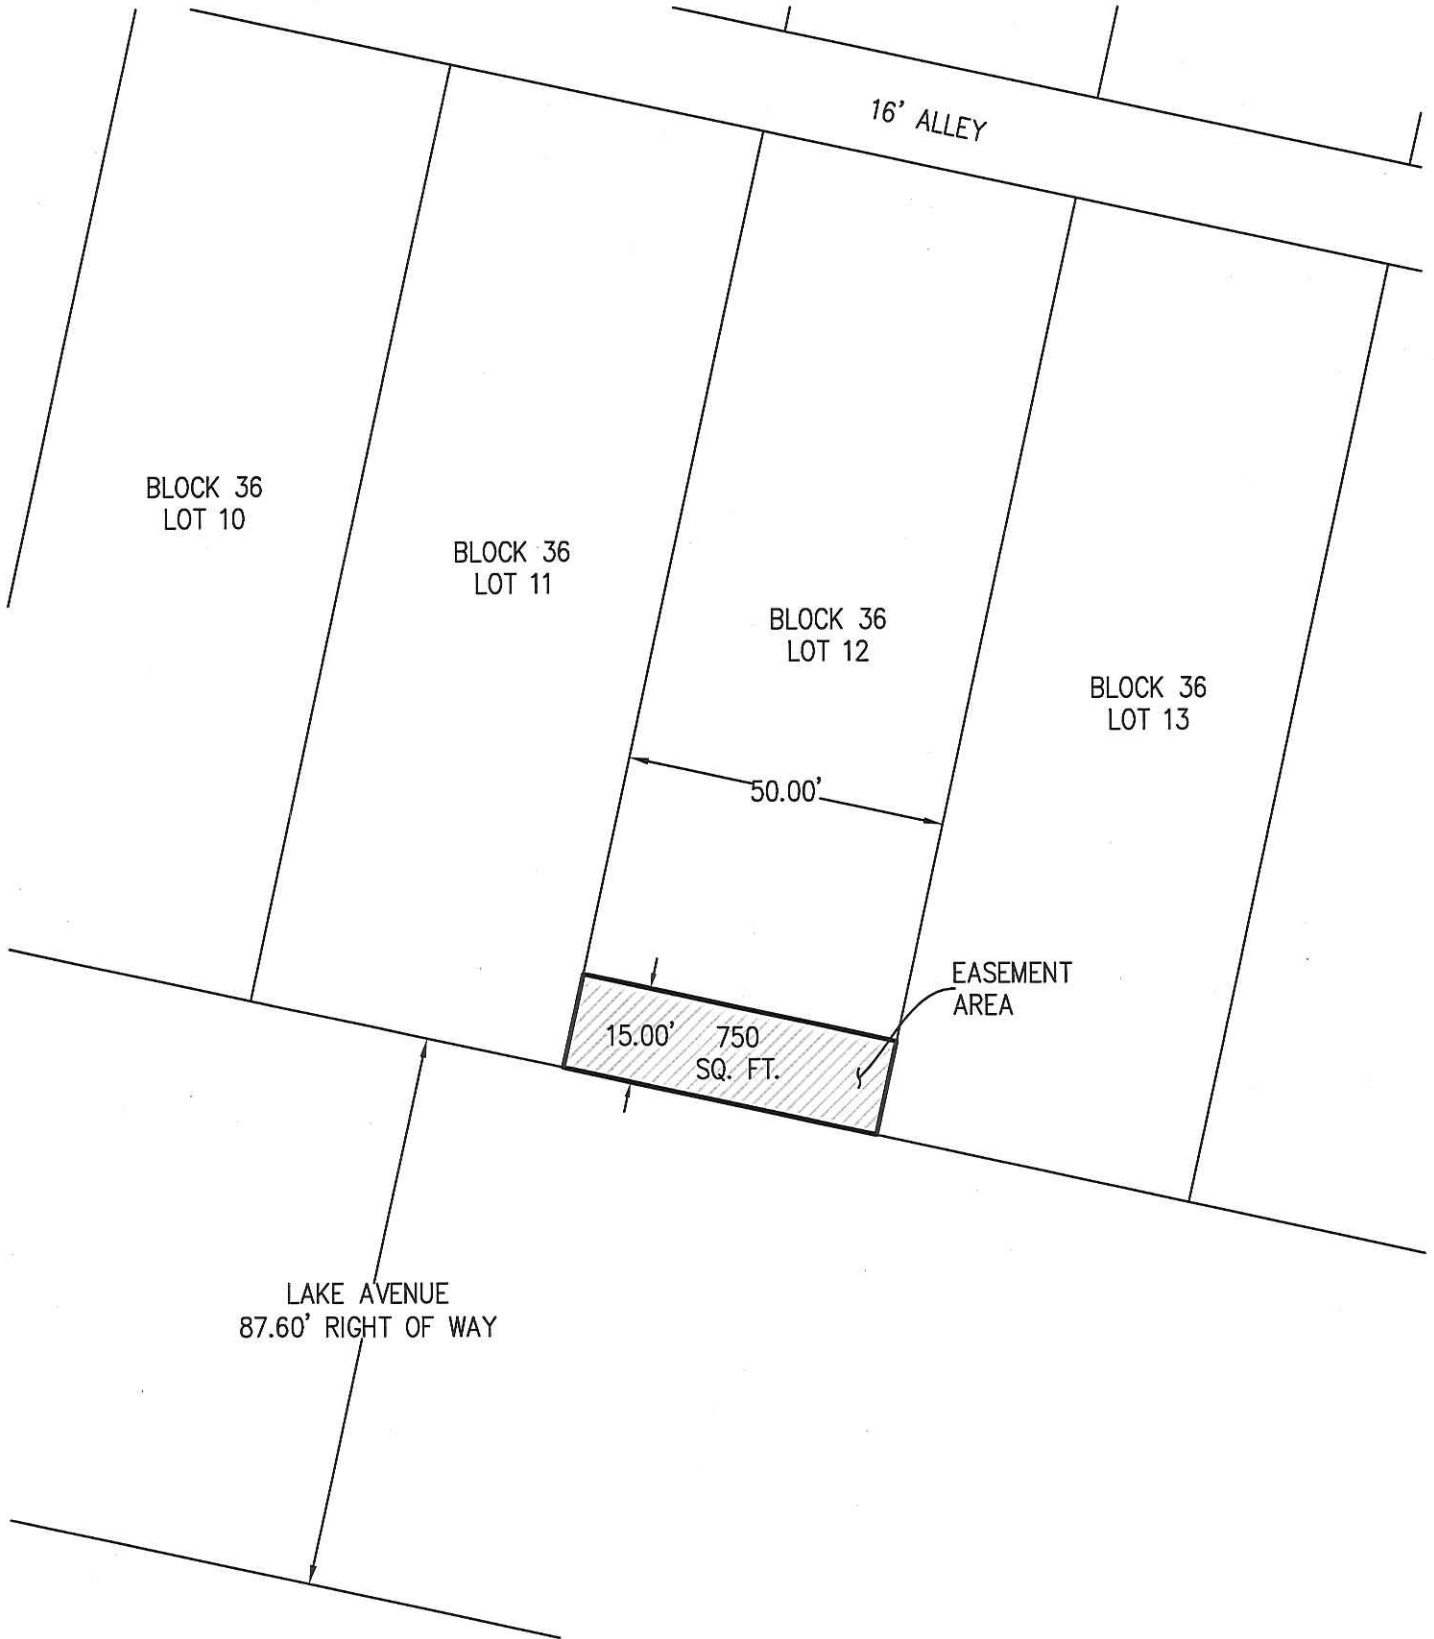 16' ALLEY
BLOCK 36
LOT 10
BLOCK 36
LOT 11
BLOCK 36
LOT 12
BLOCK 36
LOT 13
50.00'
EASEMENT
AREA
15.00' 750
SQ. FT.
LAKE AVENUE
87.60' RIGHT OF WAY